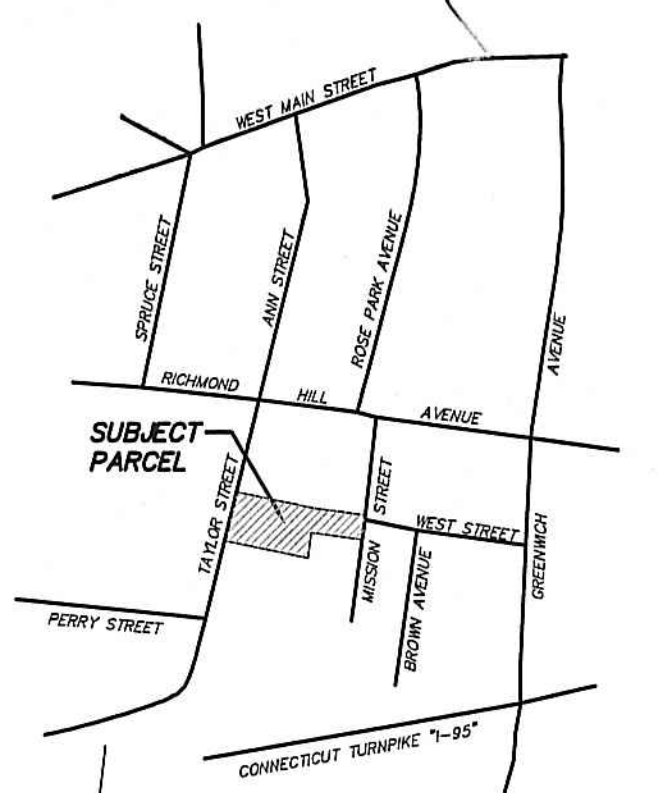 WEST MAIN STREET
SPRUCE STREET
ANN STREET
ROSE PARK AVENUE
AVENUE
RICHMOND HILL AVENUE
SUBJECT
PARCEL
TAYLOR STREET
STREET
WEST STREET
GREENWICH
MISSION
BROWN AVENUE
PERRY STREET
CONNECTICUT TURNPIKE "I-95"